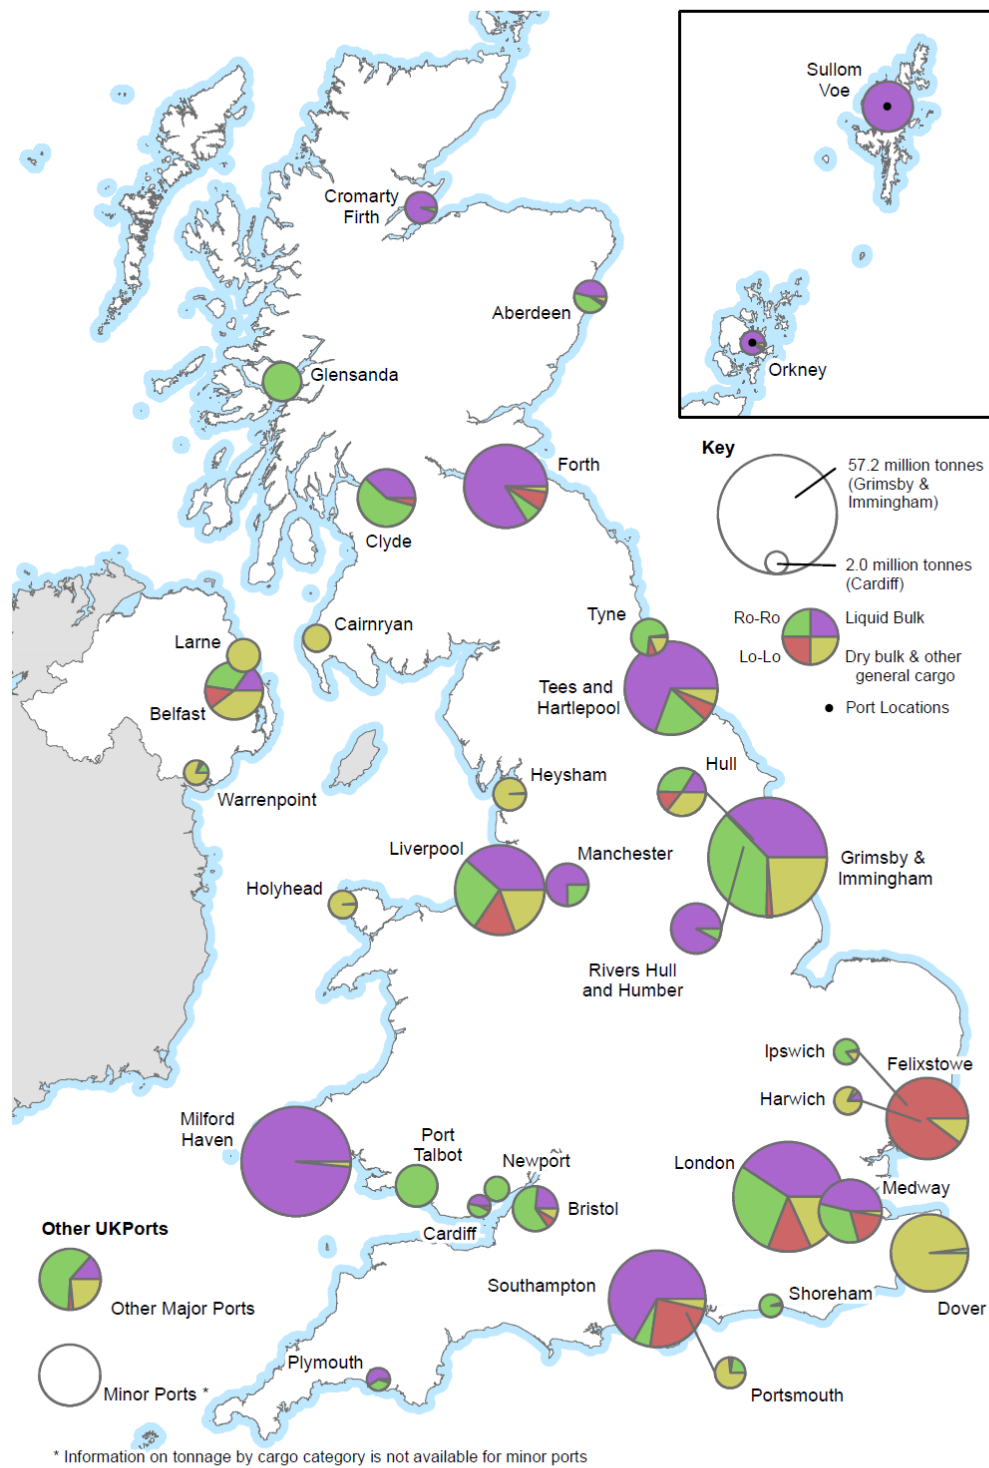 Sullom
Voe
Cromarty
Firth
Aberdeen
Orkney
Glensanda
Key
57.2 million tonnes
(Grimsby &
Immingham)
2.0 million tonnes
(Cardiff)
Ro-Ro
Liquid Bulk
Lo-Lo
Dry bulk & other
general cargo
Port Locations
Forth
Clyde
Tyne
Cairnryan
Larne
Tees and
Hartlepool
Belfast
Hull
Warrenpoint
Heysham
Liverpool
Manchester
Grimsby &
Immingham
Holyhead
Rivers Hull
and Humber
Ipswich
Felixstowe
Harwich
Milford
Haven
Port
Talbot
Newport
London
Medway
Cardiff
Bristol
Other UKPorts
Other Major Ports
Southampton
Shoreham
Dover
Plymouth
Portsmouth
Minor Ports *
* Information on tonnage by cargo category is not available for minor ports